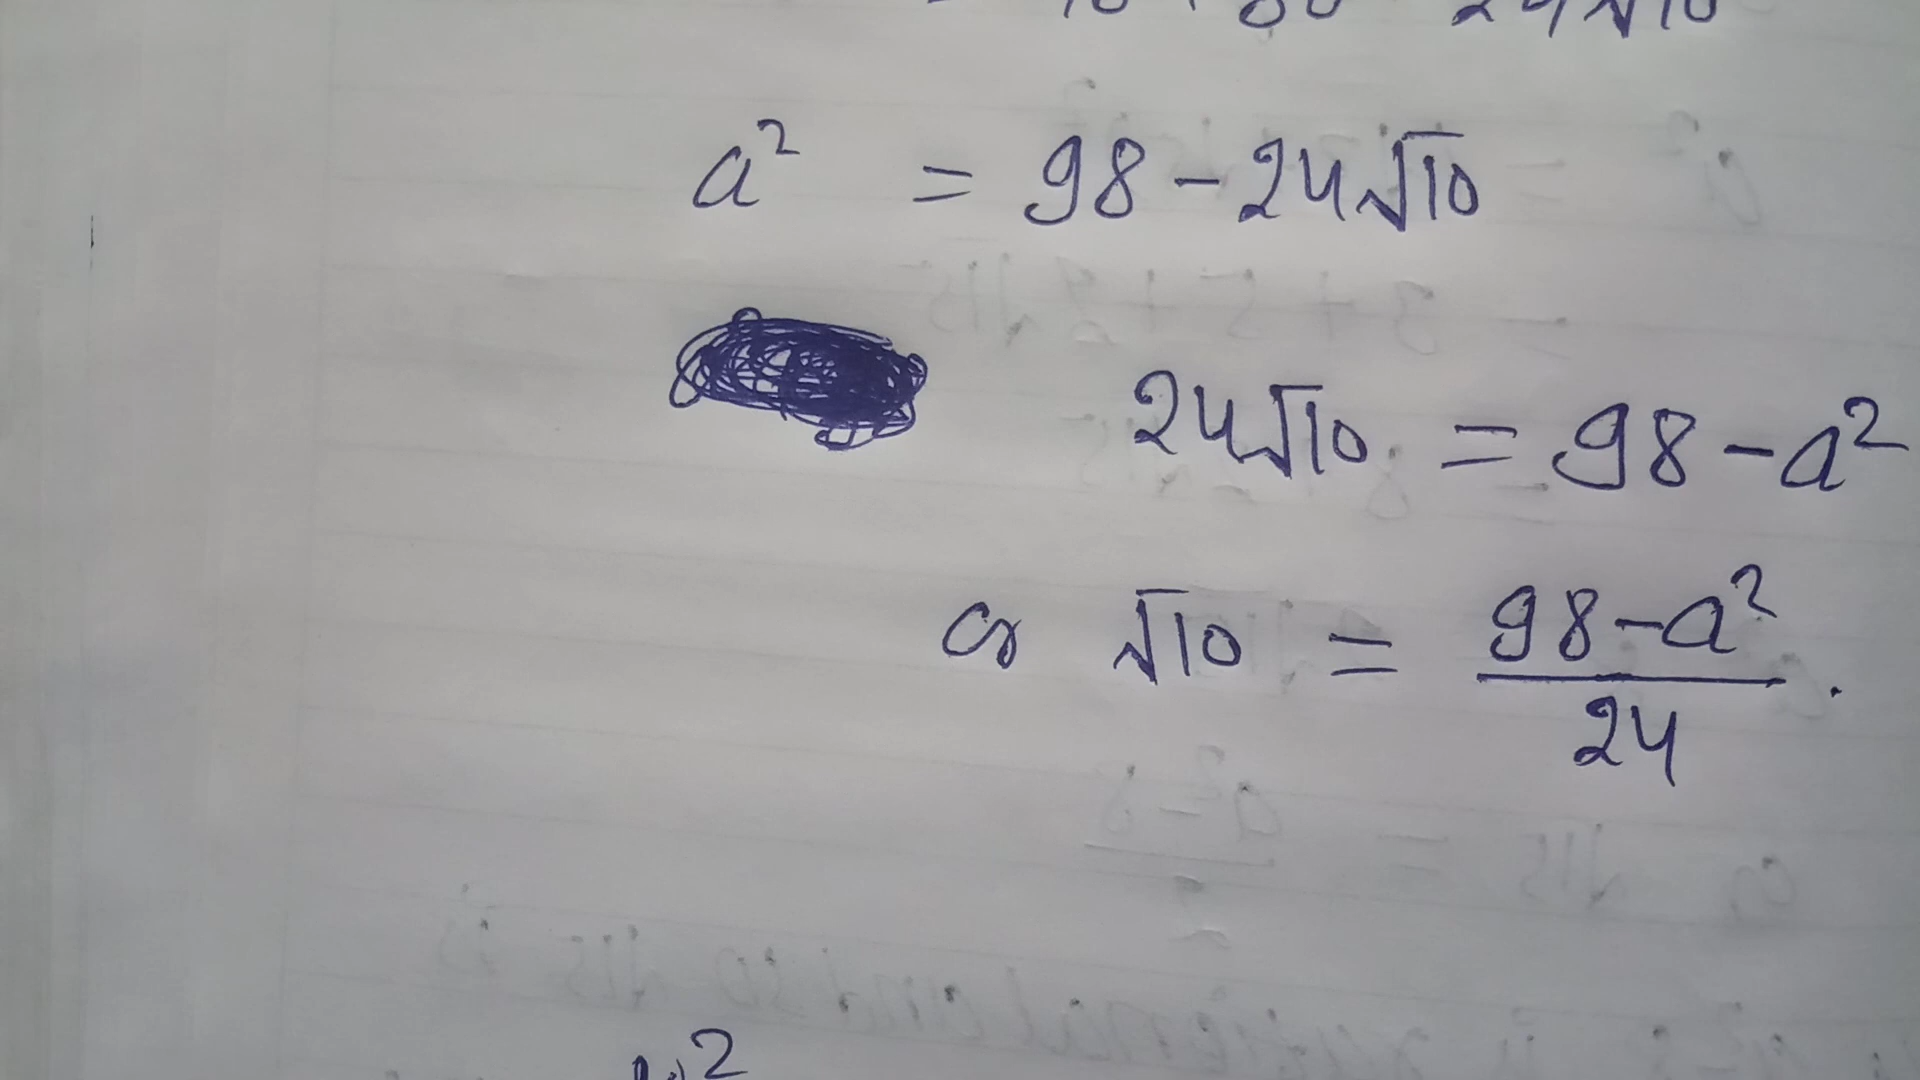 a² = 98 - 24√10
24√10 = 98 - a²
or √10 = (98 - a²)/24.